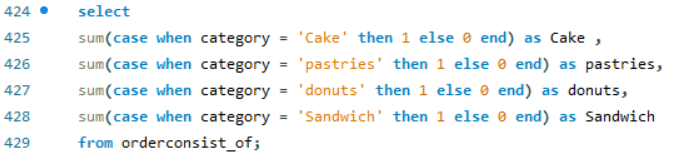 424 select
425 sum(case when category = 'Cake' then 1 else 0 end) as Cake ,
426 sum(case when category = 'pastries' then 1 else 0 end) as pastries,
427 sum(case when category = 'donuts' then 1 else 0 end) as donuts,
428 sum(case when category = 'Sandwich' then 1 else 0 end) as Sandwich
429 from orderconsist_of;